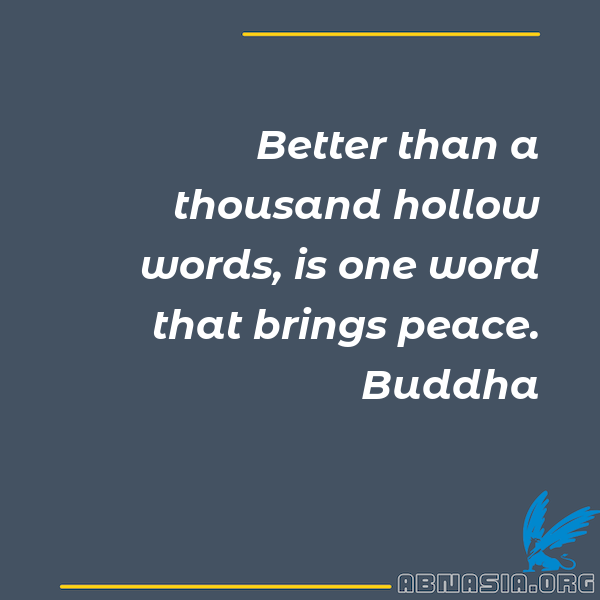 Better than a
thousand hollow
words, is one word
that brings peace.
Buddha
ABNASIA.ORG